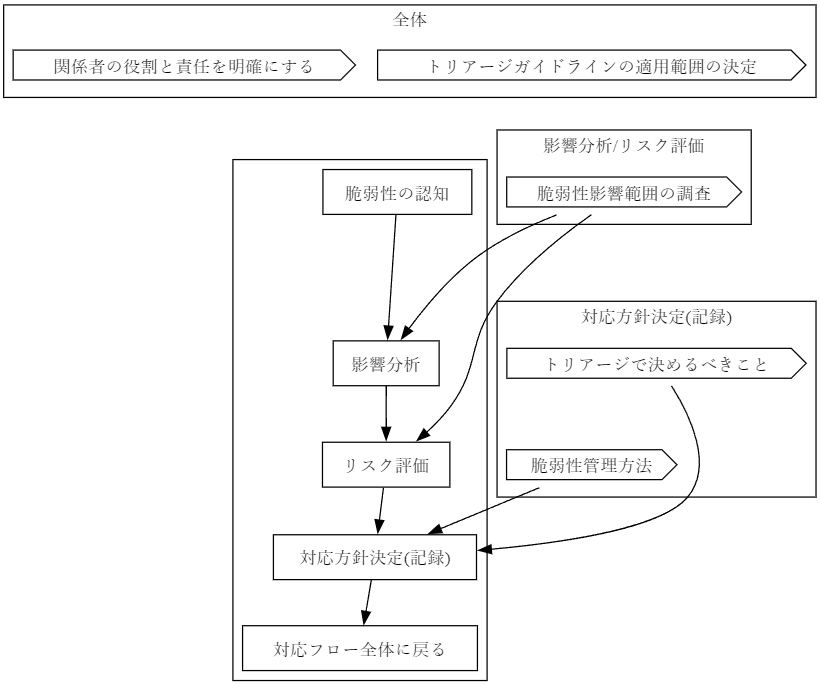 全体
関係者の役割と責任を明確にする
トリアージガイドラインの適用範囲の決定
影響分析/リスク評価
脆弱性の認知
脆弱性影響範囲の調査
対応方針決定(記録)
影響分析
トリアージで決めるべきこと
リスク評価
脆弱性管理方法
対応方針決定(記録)
対応フロー全体に戻る